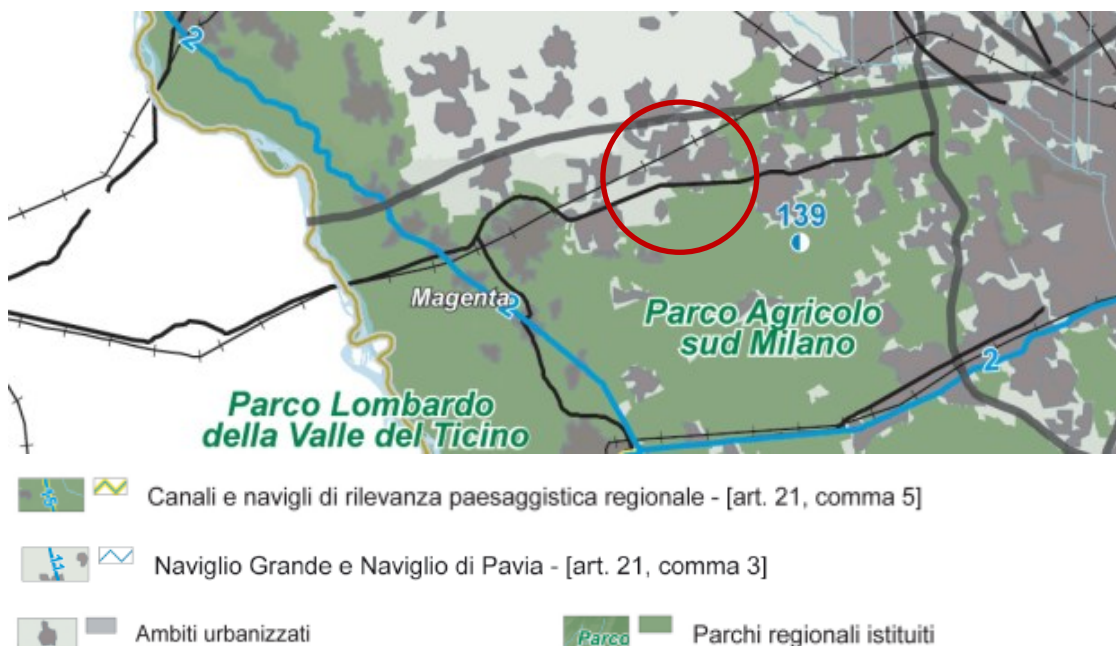 2
139
Magenta
2
Parco Agricolo
sud Milano
2
Parco Lombardo
della Valle del Ticino
15
Canali e navigli di rilevanza paesaggistica regionale - [art. 21, comma 5]
11
Naviglio Grande e Naviglio di Pavia - [art. 21, comma 3]
Ambiti urbanizzati
Parco
Parchi regionali istituiti